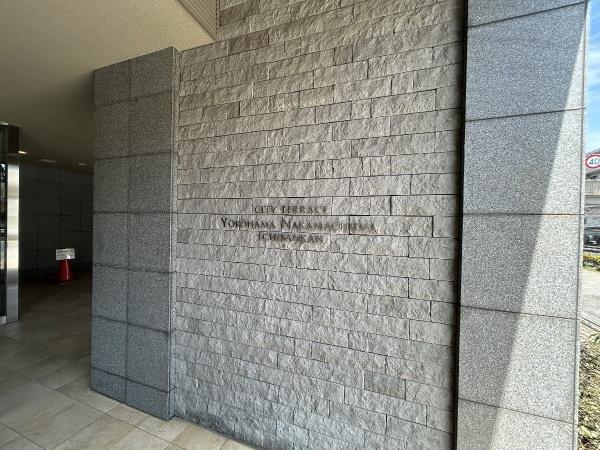 CITY TERRACE
YOKOHAMA NAKAMACHIDAI
ICHIBANKAN
40